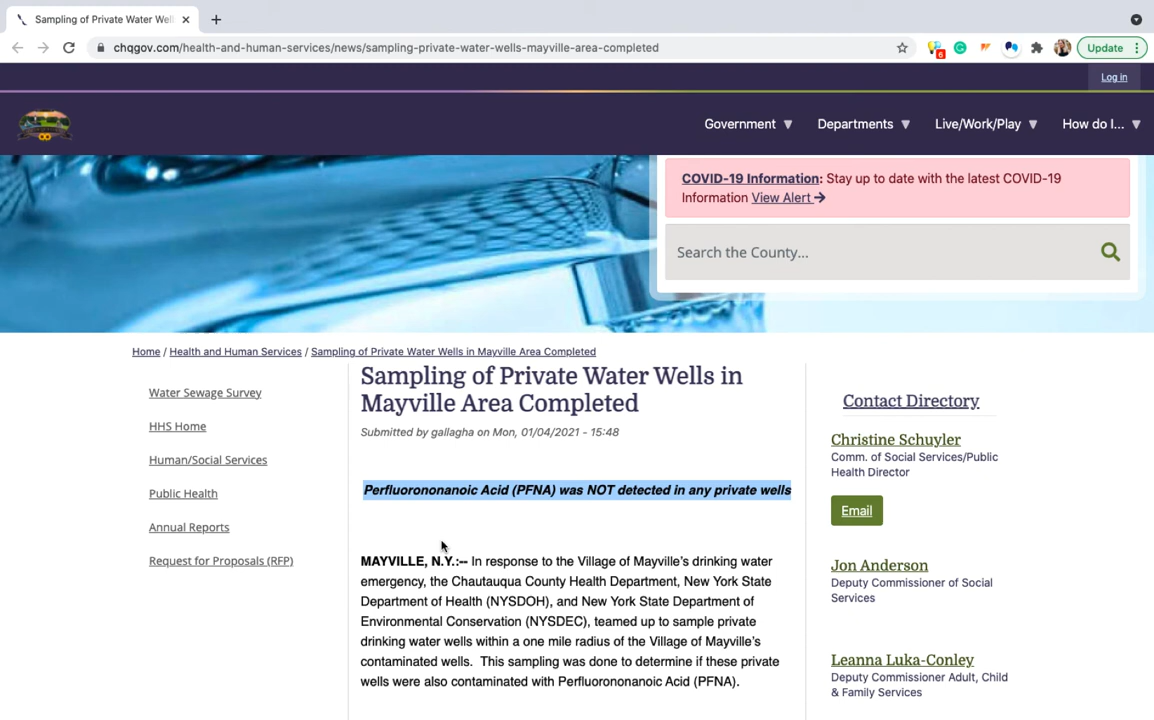 Sampling of Private Water Well
chqgov.com/health-and-human-services/news/sampling-private-water-wells-mayville-area-completed
6
Update
Log in
Government ▼ Departments ▼ Live/Work/Play ▼ How do I... ▼
COVID-19 Information: Stay up to date with the latest COVID-19
Information View Alert →
Search the County...
Home / Health and Human Services / Sampling of Private Water Wells in Mayville Area Completed
Water Sewage Survey
HHS Home
Human/Social Services
Public Health
Annual Reports
Request for Proposals (RFP)
Sampling of Private Water Wells in
Mayville Area Completed
Submitted by gallagha on Mon, 01/04/2021 - 15:48
Perfluorononanoic Acid (PFNA) was NOT detected in any private wells
MAYVILLE, N.Y.:-- In response to the Village of Mayville's drinking water
emergency, the Chautauqua County Health Department, New York State
Department of Health (NYSDOH), and New York State Department of
Environmental Conservation (NYSDEC), teamed up to sample private
drinking water wells within a one mile radius of the Village of Mayville's
contaminated wells.  This sampling was done to determine if these private
wells were also contaminated with Perfluorononanoic Acid (PFNA).
Contact Directory
Christine Schuyler
Comm. of Social Services/Public
Health Director
Email
Jon Anderson
Deputy Commissioner of Social
Services
Leanna Luka-Conley
Deputy Commissioner Adult, Child
& Family Services